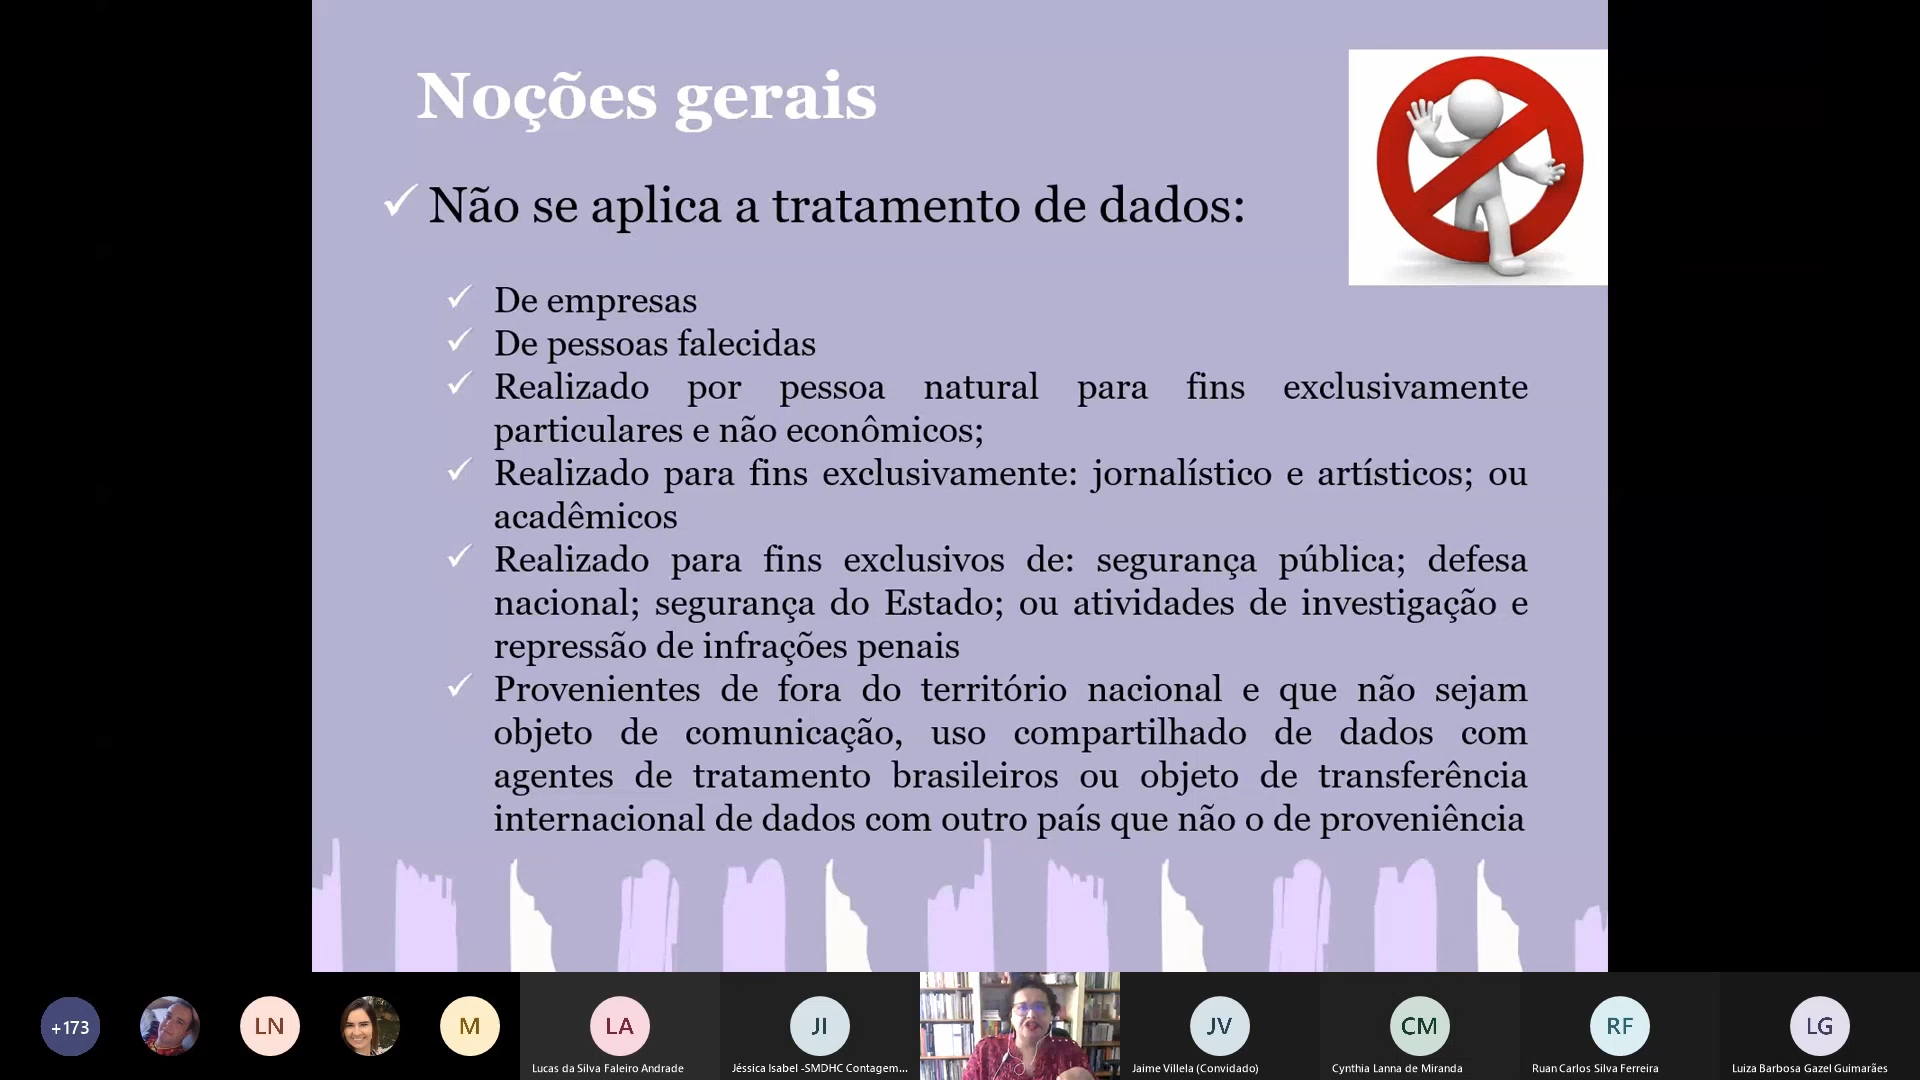 Noções gerais
Não se aplica a tratamento de dados:
De empresas
De pessoas falecidas
Realizado por pessoa natural para fins exclusivamente
particulares e não econômicos;
Realizado para fins exclusivamente: jornalístico e artísticos; ou
acadêmicos
Realizado para fins exclusivos de: segurança pública; defesa
nacional; segurança do Estado; ou atividades de investigação e
repressão de infrações penais
Provenientes de fora do território nacional e que não sejam
objeto de comunicação, uso compartilhado de dados com
agentes de tratamento brasileiros ou objeto de transferência
internacional de dados com outro país que não o de proveniência
+173
LN
M
LA
JI
JV
CM
RF
LG
Lucas da Silva Faleiro Andrade
Jéssica Isabel -SMDHC Contagem...
Jaime Villela (Convidado)
Cynthia Lanna de Miranda
Ruan Carlos Silva Ferreira
Luiza Barbosa Gazel Guimarães